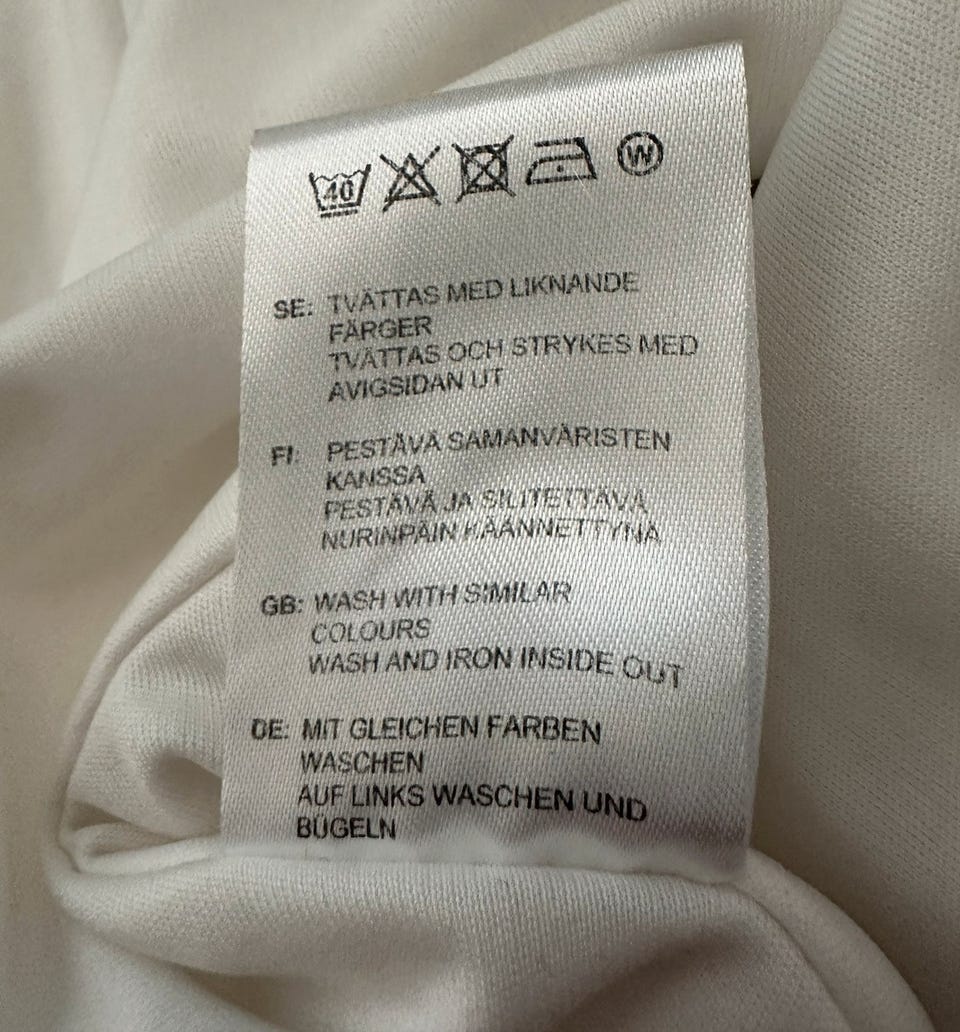 40 W
SE: TVÄTTAS MED LIKNANDE
FÄRGER
TVÄTTAS OCH STRYKES MED
AVIGSIDAN UT
FI: PESTÄVÄ SAMANVÄRISTEN
KANSSA
PESTÄVÄ JA SILITETTÄVÄ
NURINPÄIN KÄÄNNETTYNÄ
GB: WASH WITH SIMILAR
COLOURS
WASH AND IRON INSIDE OUT
DE: MIT GLEICHEN FARBEN
WASCHEN
AUF LINKS WASCHEN UND
BÜGELN